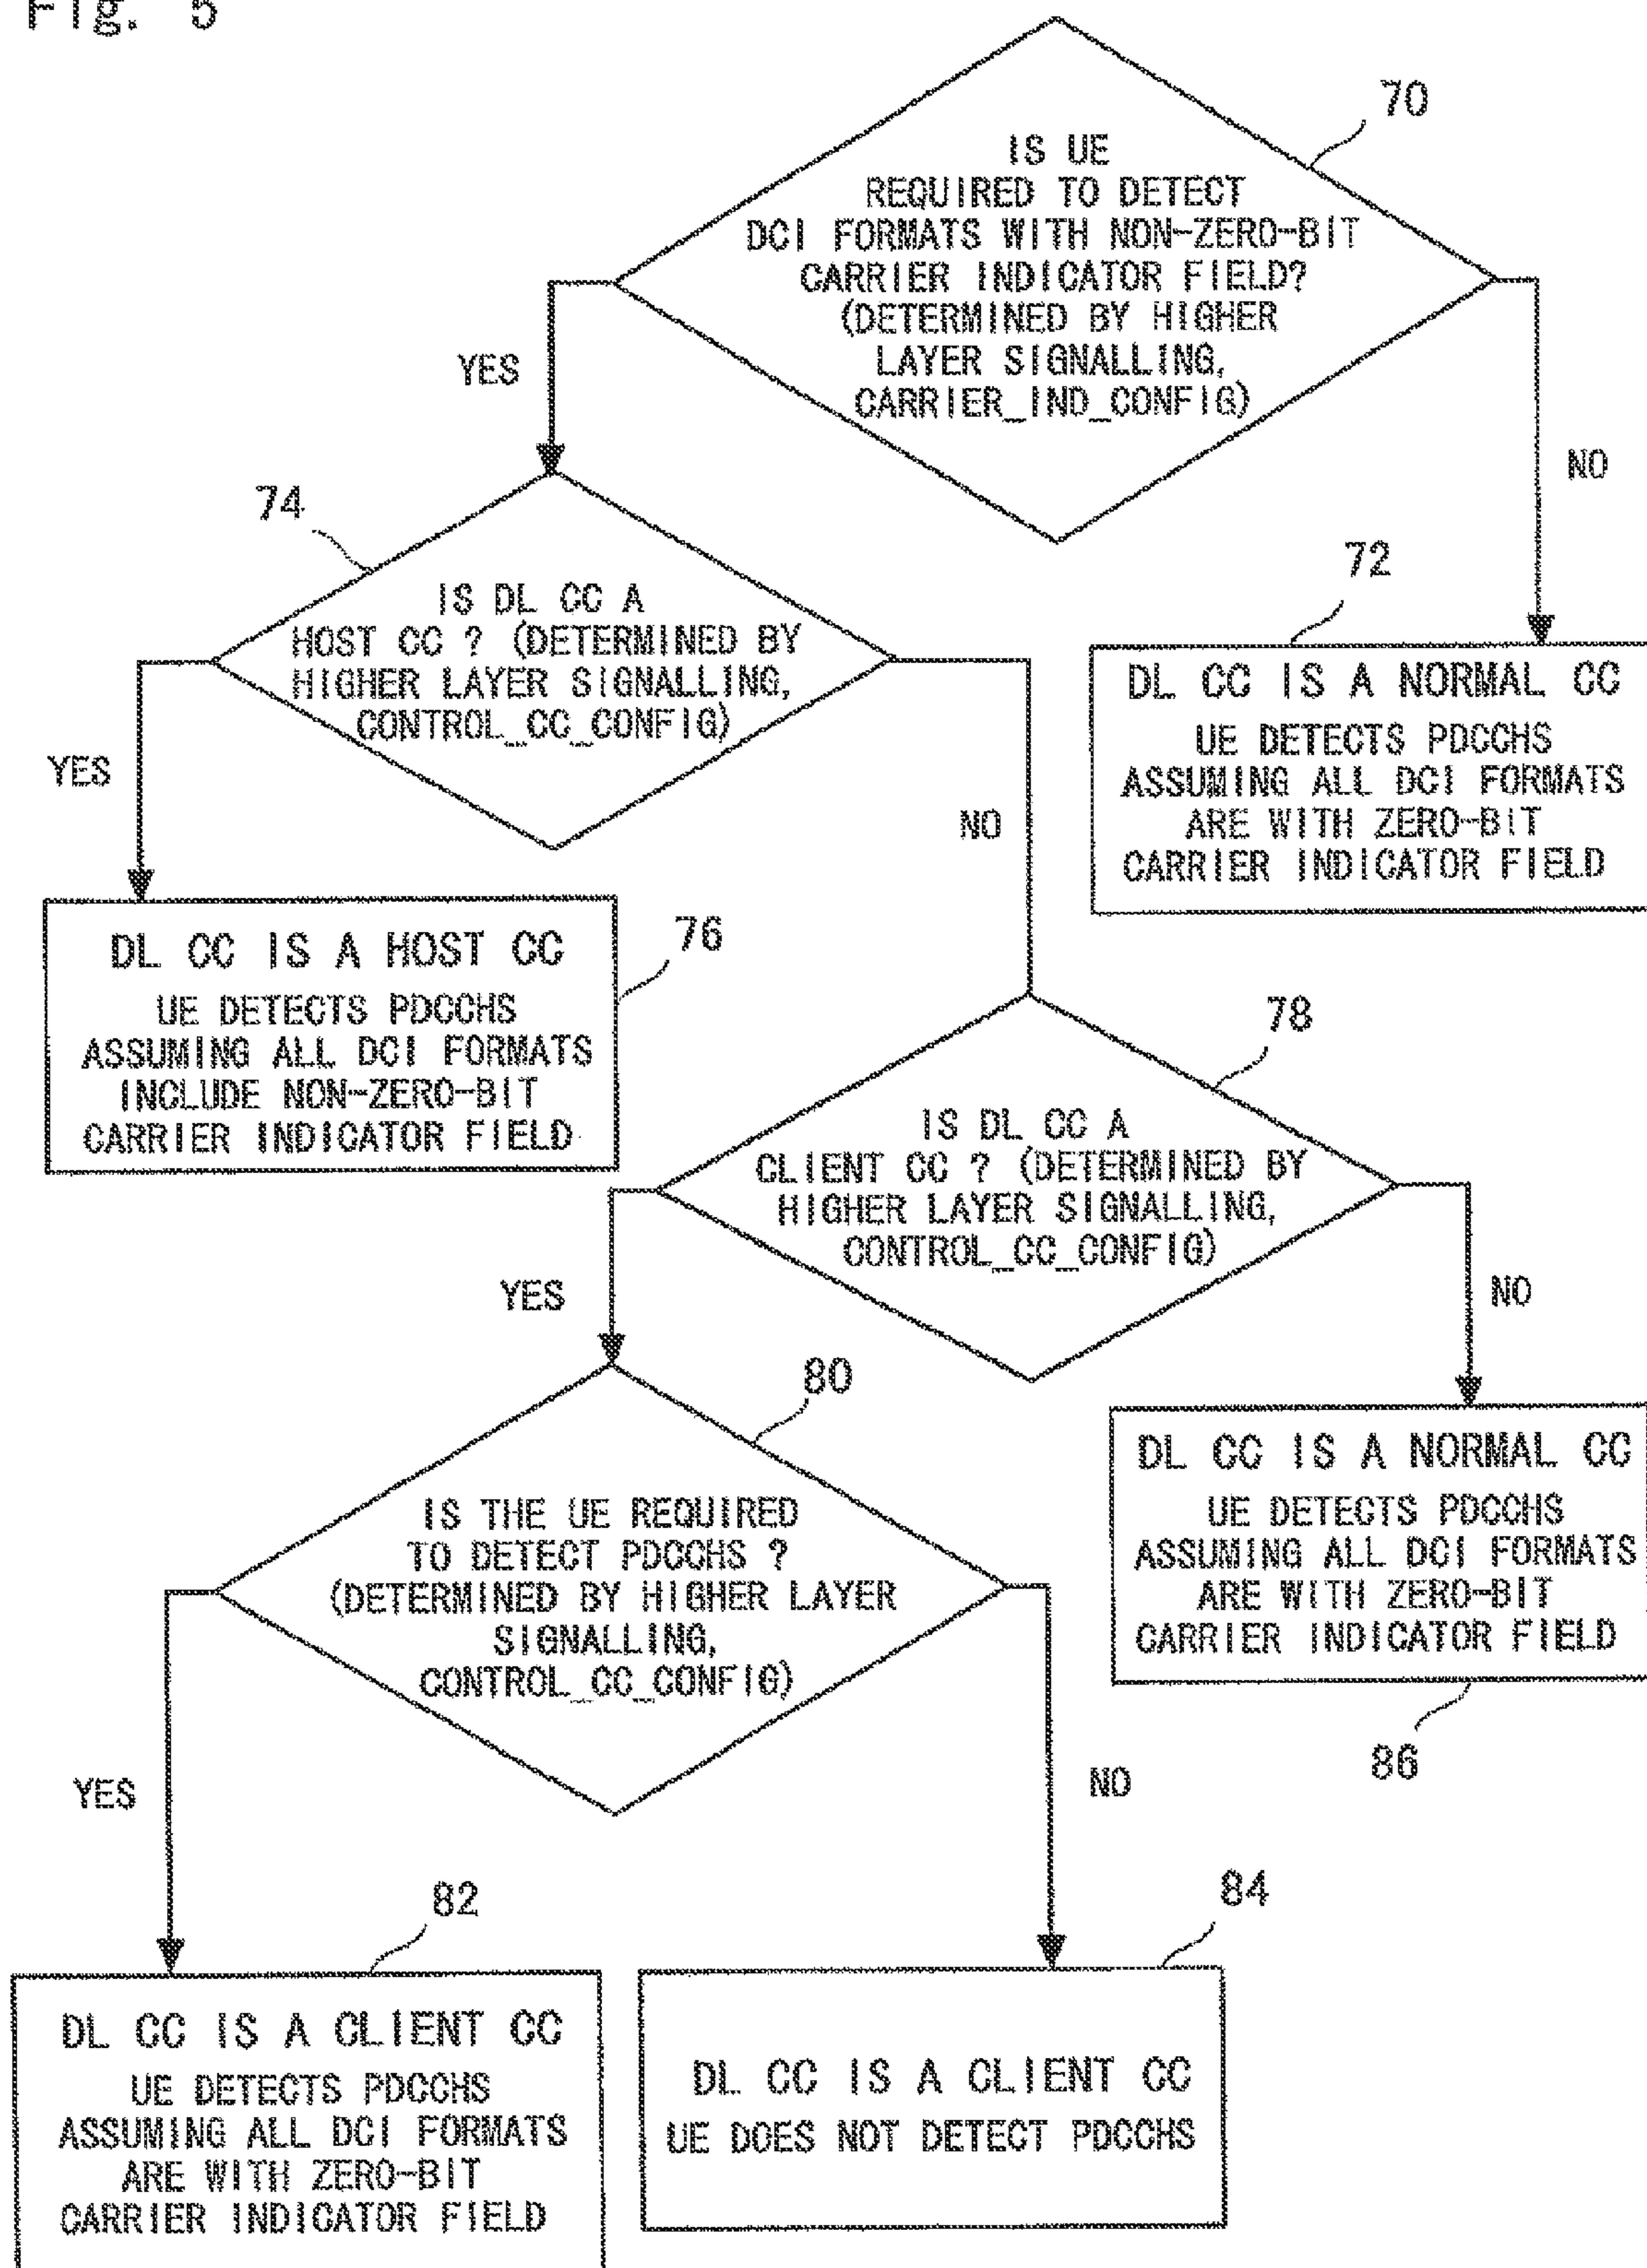 Fig. 5
70
IS UE
REQUIRED TO DETECT
DCI FORMATS WITH NON-ZERO-BIT
CARRIER INDICATOR FIELD?
(DETERMINED BY HIGHER
LAYER SIGNALLING,
CARRIER_IND_CONFIG)
YES
NO
74
IS DL CC A
HOST CC ? (DETERMINED BY
HIGHER LAYER SIGNALLING,
CONTROL_CC_CONFIG)
72
DL CC IS A NORMAL CC
UE DETECTS PDCCHS
ASSUMING ALL DCI FORMATS
ARE WITH ZERO-BIT
CARRIER INDICATOR FIELD
YES
NO
76
DL CC IS A HOST CC
UE DETECTS PDCCHS
ASSUMING ALL DCI FORMATS
INCLUDE NON-ZERO-BIT
CARRIER INDICATOR FIELD
78
IS DL CC A
CLIENT CC ? (DETERMINED BY
HIGHER LAYER SIGNALLING,
CONTROL_CC_CONFIG)
YES
NO
80
IS THE UE REQUIRED
TO DETECT PDCCHS ?
(DETERMINED BY HIGHER LAYER
SIGNALLING,
CONTROL_CC_CONFIG)
DL CC IS A NORMAL CC
UE DETECTS PDCCHS
ASSUMING ALL DCI FORMATS
ARE WITH ZERO-BIT
CARRIER INDICATOR FIELD
86
YES
NO
82
DL CC IS A CLIENT CC
UE DETECTS PDCCHS
ASSUMING ALL DCI FORMATS
ARE WITH ZERO-BIT
CARRIER INDICATOR FIELD
84
DL CC IS A CLIENT CC
UE DOES NOT DETECT PDCCHS